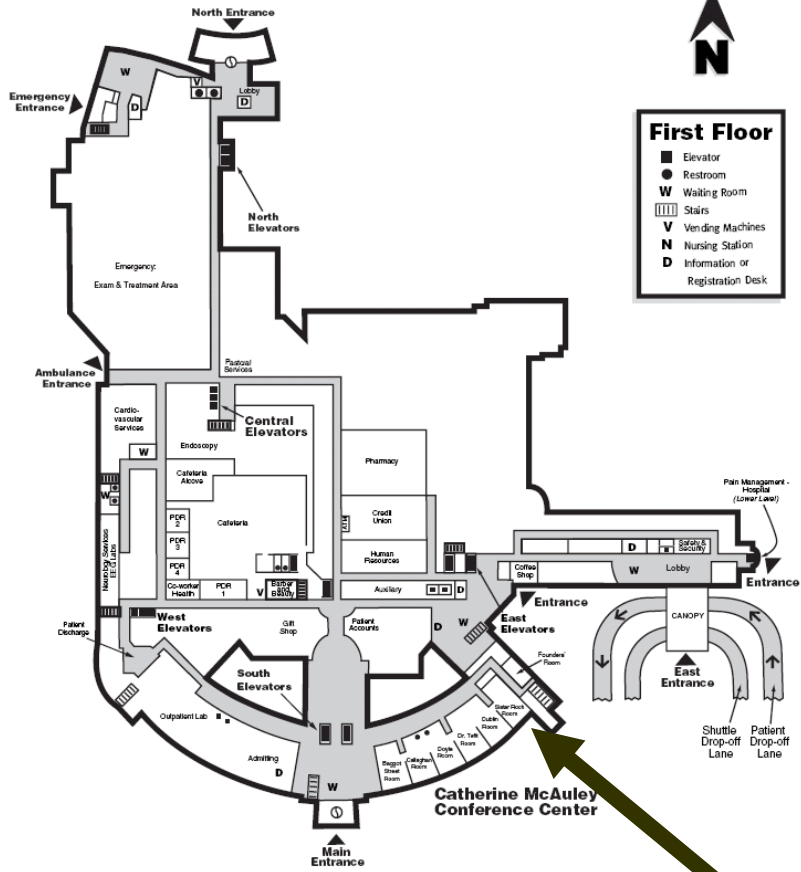 North Entrance
N
W
Emergency
Entrance
D
V
Lobby
D
First Floor
Elevator
Restroom
W Waiting Room
Stairs
V Vending Machines
N Nursing Station
D Information or
Registration Desk
North
Elevators
Emergency:
Exam & Treatment Area
Ambulance
Entrance
Pastoral
Services
Cardio-
vascular
Services
W
Central
Elevators
Endoscopy
Cafeteria
Alcove
Pharmacy
W
PDR
2
PDR
3
PDR
4
Cafeteria
Credit
Union
Human
Resources
Neurology Services
EEG Labs
Co-worker
Health
PDR
1
V
Barber
and
Beauty
Auxiliary
D
Coffee
Shop
D
Safety &
Security
W
Lobby
Pain Management -
Hospital
(Lower Level)
Entrance
Entrance
CANOPY
East
Entrance
Shuttle
Drop-off
Lane
Patient
Drop-off
Lane
Patient
Discharge
West
Elevators
Gift
Shop
Patient
Accounts
D
W
East
Elevators
Founders'
Room
South
Elevators
Outpatient Lab
Admitting
D
W
Baggot
Street
Room
Callaghan
Room
Doyle
Room
Dr. Tefft
Room
Dublin
Room
Sister Roch
Room
Catherine McAuley
Conference Center
Main
Entrance